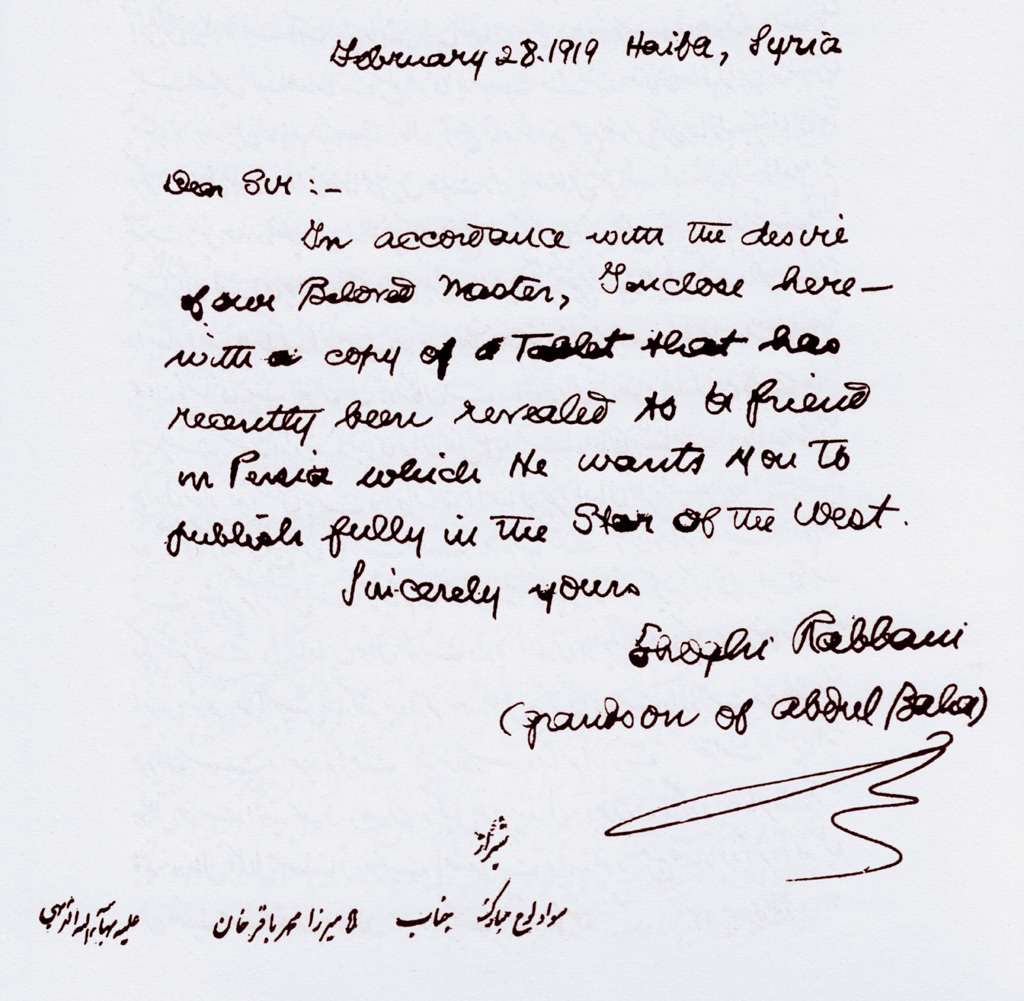 February 28. 1919 Haifa, Syria
Dear Sir :-
In accordance with the desire
of our Beloved Master, I enclose here-
with a copy of a Tablet that has
recently been revealed to a friend
in Persia which He wants you to
publish fully in the Star of the West.
Sincerely yours
Shoghi Rabbani
(grandson of Abdul Baha)
شیراز
سواد لوح مبارک جناب میرزا محمد باقر خان علیه بهآء الله الابهی